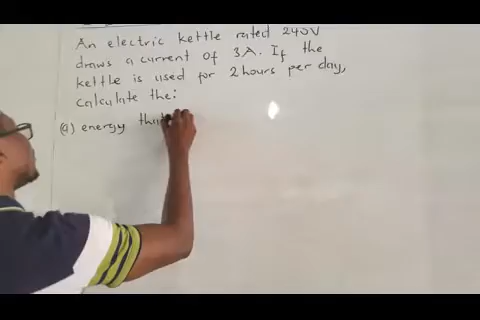 An electric kettle rated 240V
draws a current of 3A. If the
kettle is used for 2 hours per day,
calculate the:
(a) energy that